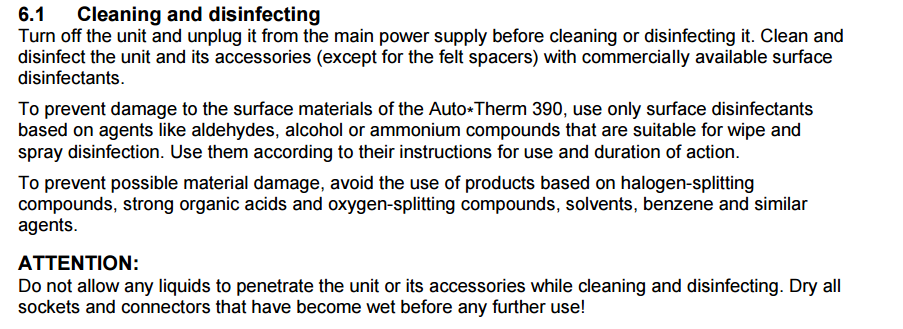 6.1 Cleaning and disinfecting
Turn off the unit and unplug it from the main power supply before cleaning or disinfecting it. Clean and
disinfect the unit and its accessories (except for the felt spacers) with commercially available surface
disinfectants.
To prevent damage to the surface materials of the Auto*Therm 390, use only surface disinfectants
based on agents like aldehydes, alcohol or ammonium compounds that are suitable for wipe and
spray disinfection. Use them according to their instructions for use and duration of action.
To prevent possible material damage, avoid the use of products based on halogen-splitting
compounds, strong organic acids and oxygen-splitting compounds, solvents, benzene and similar
agents.
ATTENTION:
Do not allow any liquids to penetrate the unit or its accessories while cleaning and disinfecting. Dry all
sockets and connectors that have become wet before any further use!